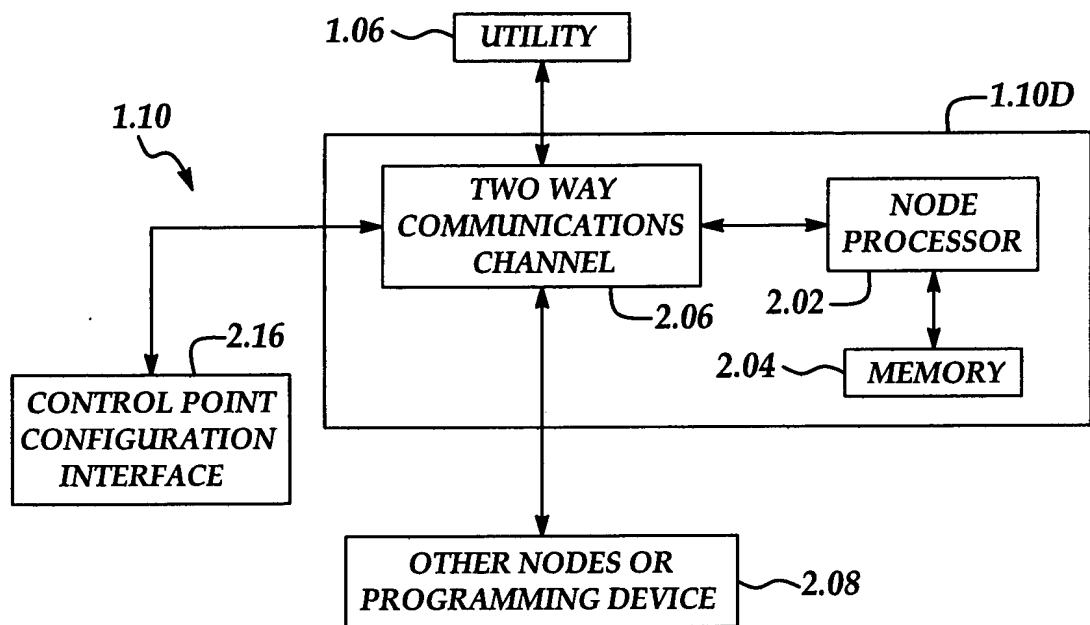 1.06
UTILITY
1.10
1.10D
TWO WAY
COMMUNICATIONS
CHANNEL
NODE
PROCESSOR
2.06
2.02
2.16
2.04
MEMORY
CONTROL POINT
CONFIGURATION
INTERFACE
OTHER NODES OR
PROGRAMMING DEVICE
2.08